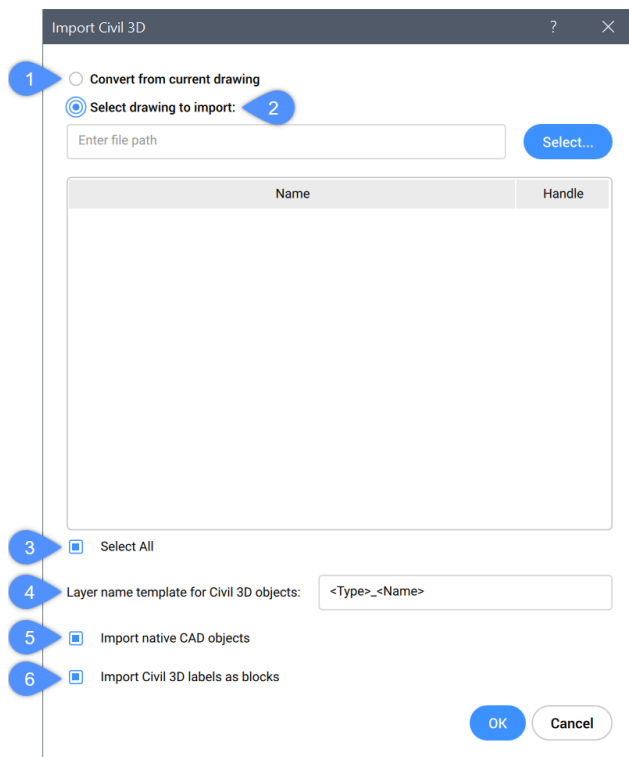 Import Civil 3D ? ×
1 Convert from current drawing
Select drawing to import: 2
Enter file path Select...
Name Handle
3 Select All
4 Layer name template for Civil 3D objects: <Type>_<Name>
5 Import native CAD objects
6 Import Civil 3D labels as blocks
OK Cancel